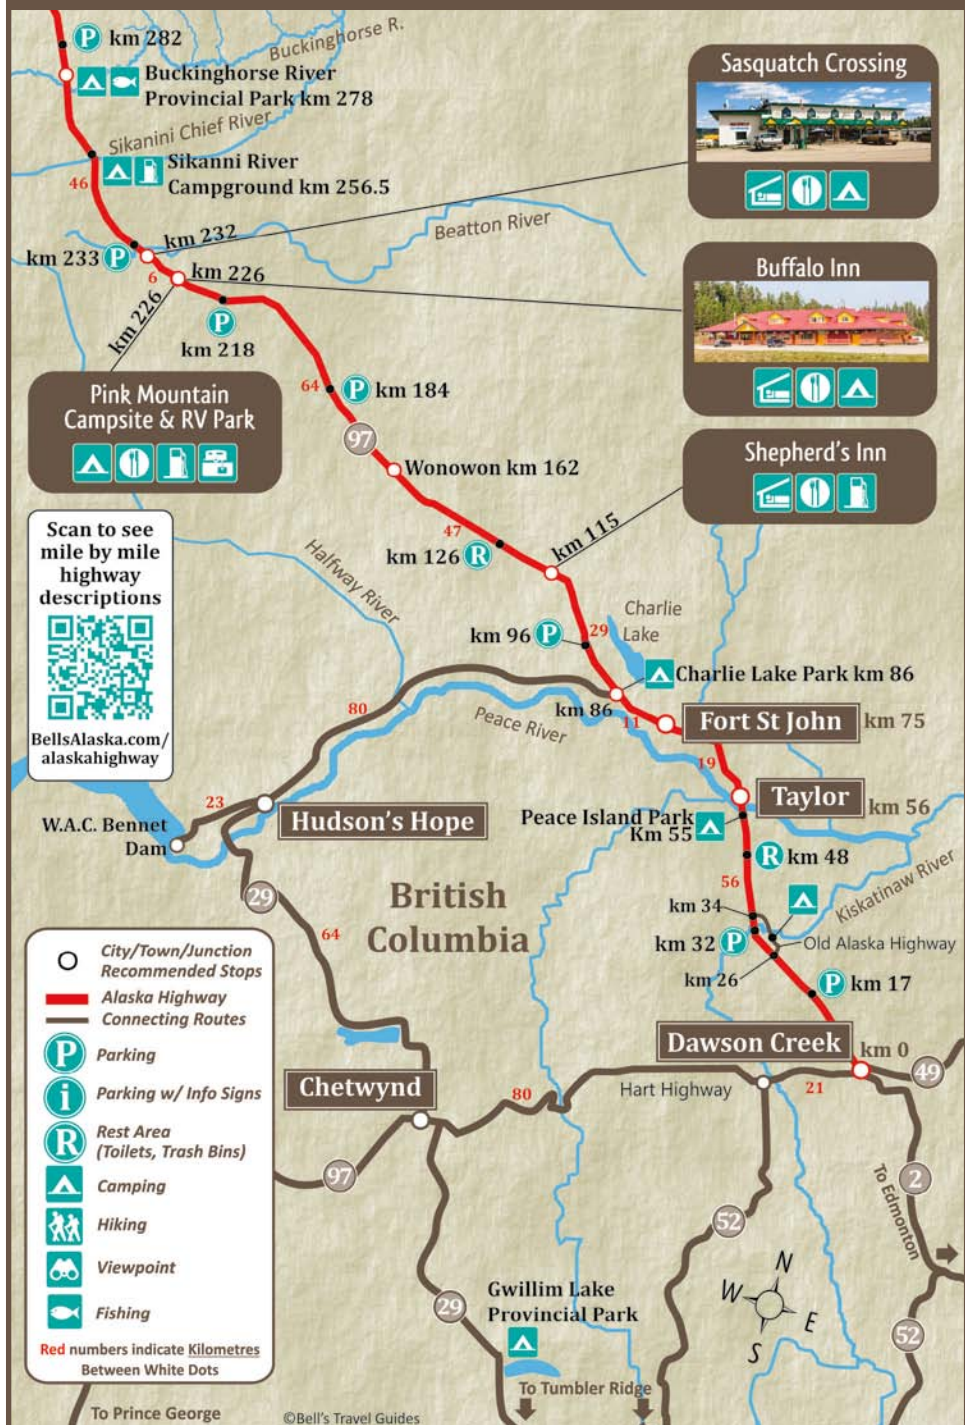 km 282
Buckinghorse R.
Buckinghorse River
Provincial Park km 278
Sasquatch Crossing
Sikanini Chief River
Sikanni River
Campground km 256.5
46
Beatton River
km 232
km 233
P
6
km 226
km 226
Buffalo Inn
P
km 218
Pink Mountain
Campsite & RV Park
64
P
km 184
97
Shepherd's Inn
Wonowon km 162
Scan to see
mile by mile
highway
descriptions
BellsAlaska.com/
alaskahighway
47
km 126
R
km 115
Halfway River
Charlie
Lake
km 96
P
29
Charlie Lake Park km 86
km 86
80
Peace River
11
Fort St John
km 75
19
23
Hudson's Hope
W.A.C. Bennet
Dam
Taylor
km 56
Peace Island Park
Km 55
R
km 48
56
Kiskatinaw River
29
British
Columbia
km 34
km 32
P
Old Alaska Highway
km 26
64
P
km 17
City/Town/Junction
Recommended Stops
Alaska Highway
Connecting Routes
P
Parking
i
Parking w/ Info Signs
R
Rest Area
(Toilets, Trash Bins)
Camping
Hiking
Viewpoint
Fishing
Red numbers indicate Kilometres
Between White Dots
Dawson Creek
km 0
49
Chetwynd
80
Hart Highway
21
97
2
To Edmonton
52
N
W
E
S
Gwillim Lake
Provincial Park
29
52
To Tumbler Ridge
To Prince George
©Bell's Travel Guides
P